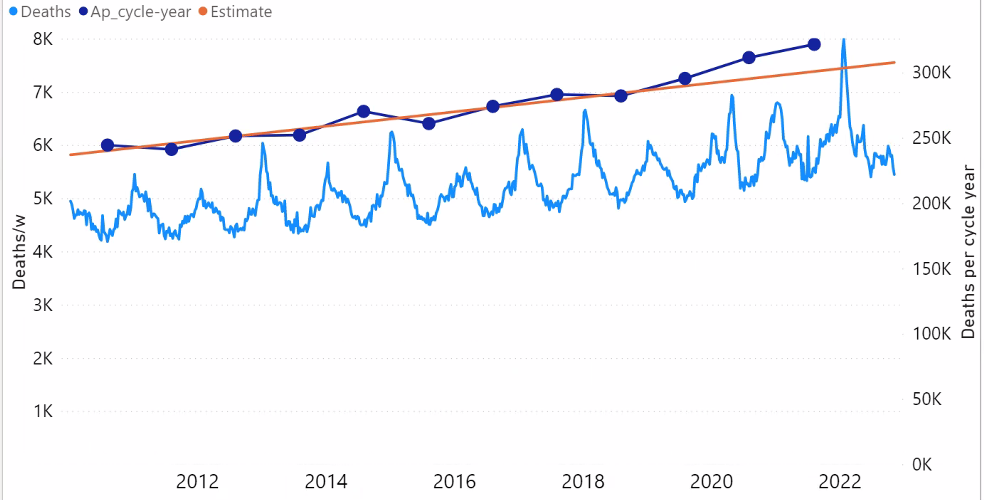 Deaths Ap_cycle-year Estimate
8K
7K
6K
5K
4K
3K
2K
1K
Deaths/w
300K
250K
200K
150K
100K
50K
0K
Deaths per cycle year
2012 2014 2016 2018 2020 2022